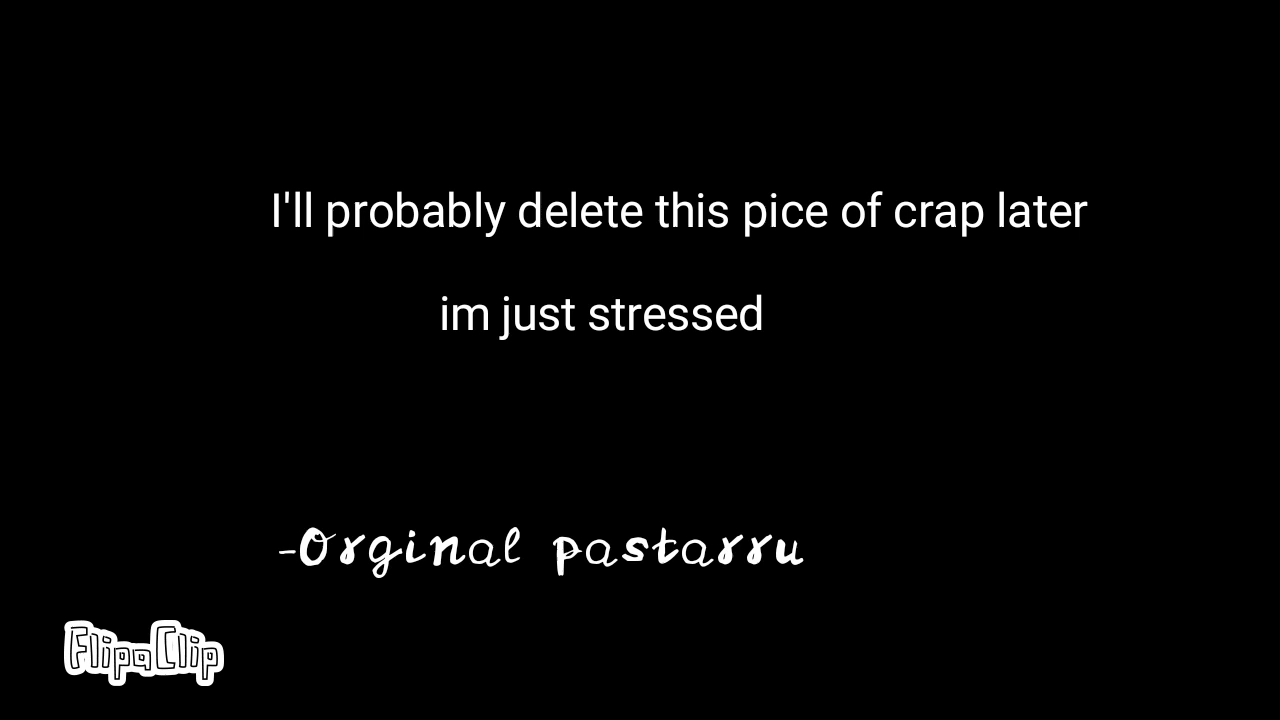 I'll probably delete this pice of crap later
im just stressed
-Orginal pastarru
FlipaClip